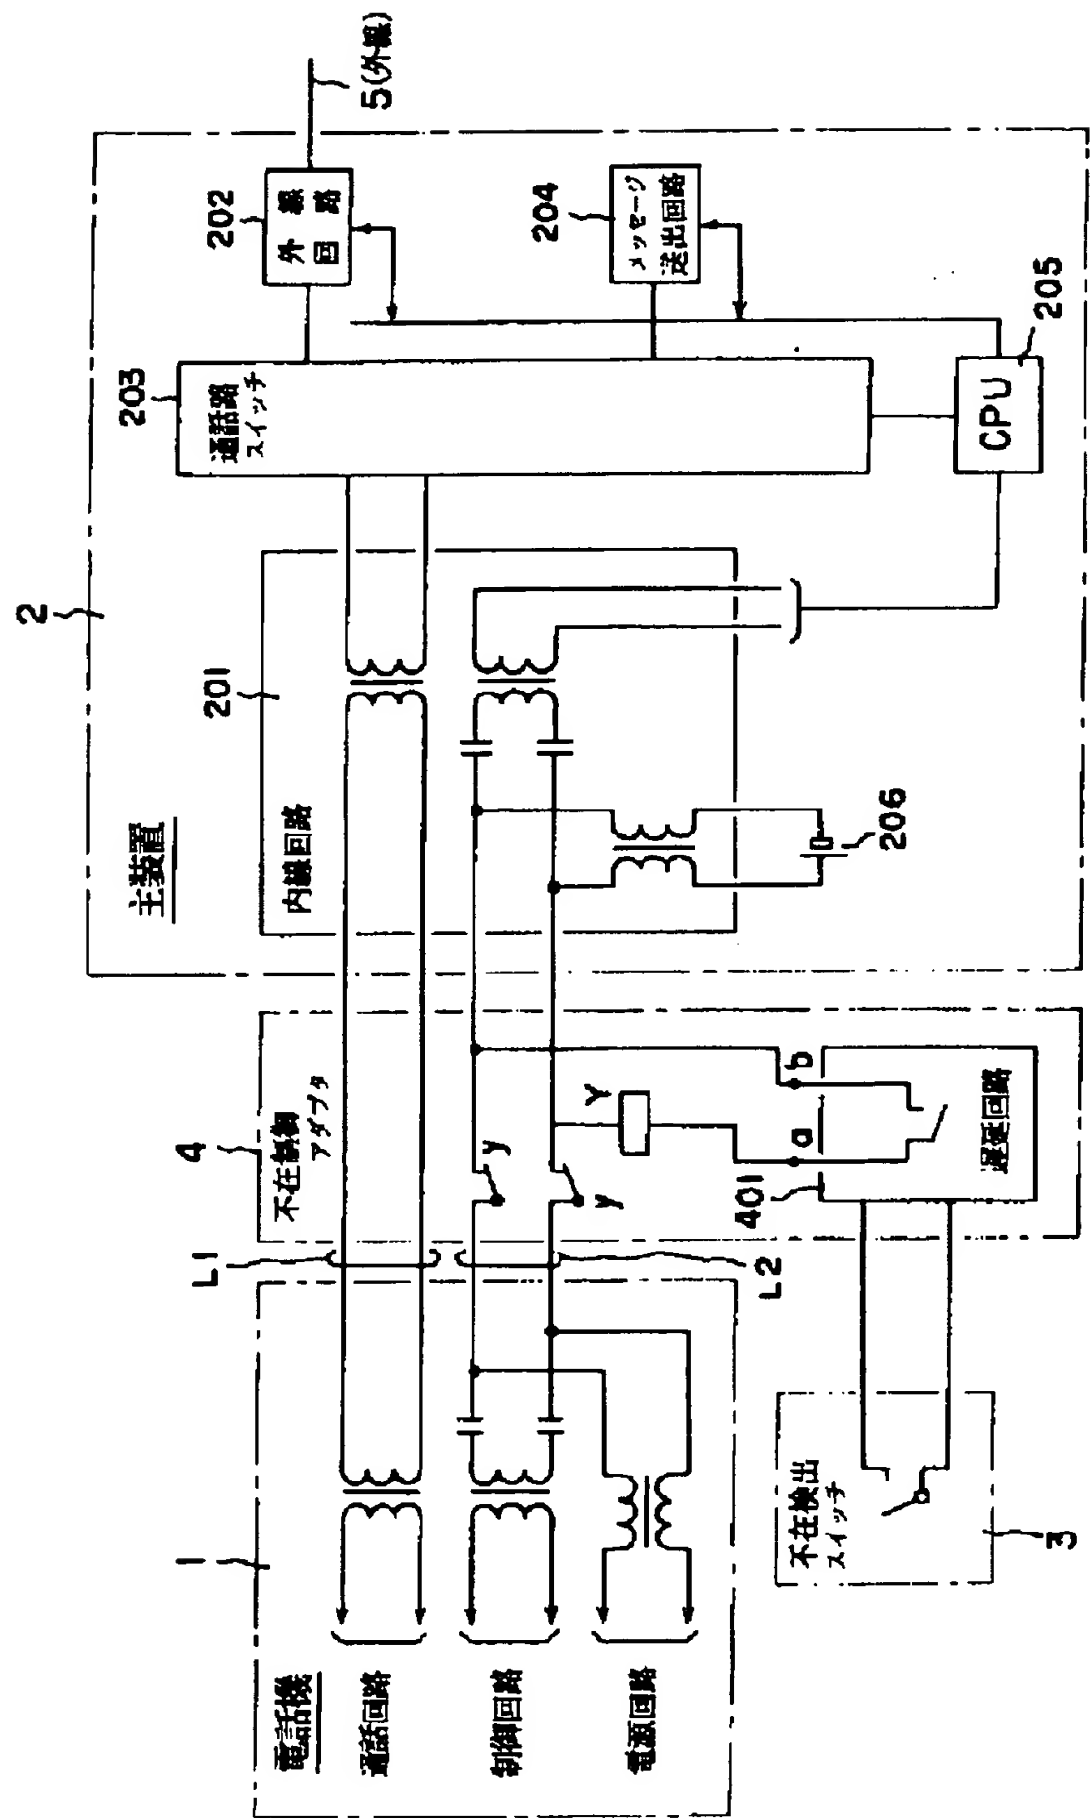 2
主装置
201
内線回路
203
通話路
スイッチ
202
外線
回路
5(外線)
204
メッセージ
送出回路
205
CPU
206
4
不在制御
アダプタ
L1
L2
y
y
Y
a
b
401
遅延回路
1
電話機
通話回路
制御回路
電源回路
不在検出
スイッチ
3